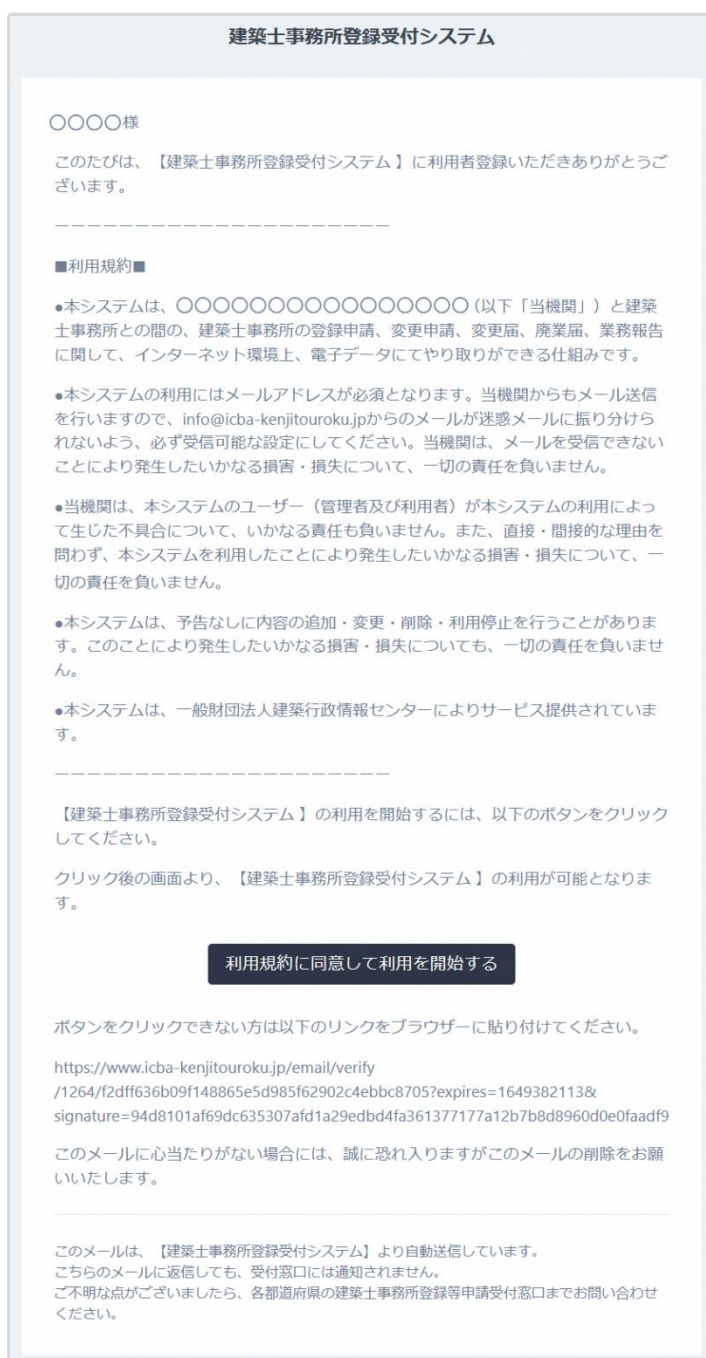 建築士事務所登録受付システム
〇〇〇〇様
このたびは、【建築士事務所登録受付システム 】に利用者登録いただきありがとうご
ざいます。
ーーーーーーーーーーーーーーーーーーーーー
■利用規約■
●本システムは、〇〇〇〇〇〇〇〇〇〇〇〇〇〇〇〇（以下「当機関」）と建築
士事務所との間の、建築士事務所の登録申請、変更申請、変更届、廃業届、業務報告
に関して、インターネット環境上、電子データにてやり取りができる仕組みです。
●本システムの利用にはメールアドレスが必須となります。当機関からもメール送信
を行いますので、info@icba-kenjitouroku.jpからのメールが迷惑メールに振り分けら
れないよう、必ず受信可能な設定にしてください。当機関は、メールを受信できない
ことにより発生したいかなる損害・損失について、一切の責任を負いません。
●当機関は、本システムのユーザー（管理者及び利用者）が本システムの利用によっ
て生じた不具合について、いかなる責任も負いません。また、直接・間接的な理由を
問わず、本システムを利用したことにより発生したいかなる損害・損失について、一
切の責任を負いません。
●本システムは、予告なしに内容の追加・変更・削除・利用停止を行うことがありま
す。このことにより発生したいかなる損害・損失についても、一切の責任を負いませ
ん。
●本システムは、一般財団法人建築行政情報センターによりサービス提供されていま
す。
ーーーーーーーーーーーーーーーーーーーーー
【建築士事務所登録受付システム 】の利用を開始するには、以下のボタンをクリック
してください。
クリック後の画面より、【建築士事務所登録受付システム 】の利用が可能となりま
す。
利用規約に同意して利用を開始する
ボタンをクリックできない方は以下のリンクをブラウザーに貼り付けてください。
https://www.icba-kenjitouroku.jp/email/verify
/1264/f2dff636b09f148865e5d985f62902c4ebbc8705?expires=1649382113&
signature=94d8101af69dc635307afd1a29edbd4fa361377177a12b7b8d8960d0e0faadf9
このメールに心当たりがない場合には、誠に恐れ入りますがこのメールの削除をお願
いいたします。
このメールは、【建築士事務所登録受付システム】より自動送信しています。
こちらのメールに返信しても、受付窓口には通知されません。
ご不明な点がございましたら、各都道府県の建築士事務所登録等申請受付窓口までお問い合わせ
ください。